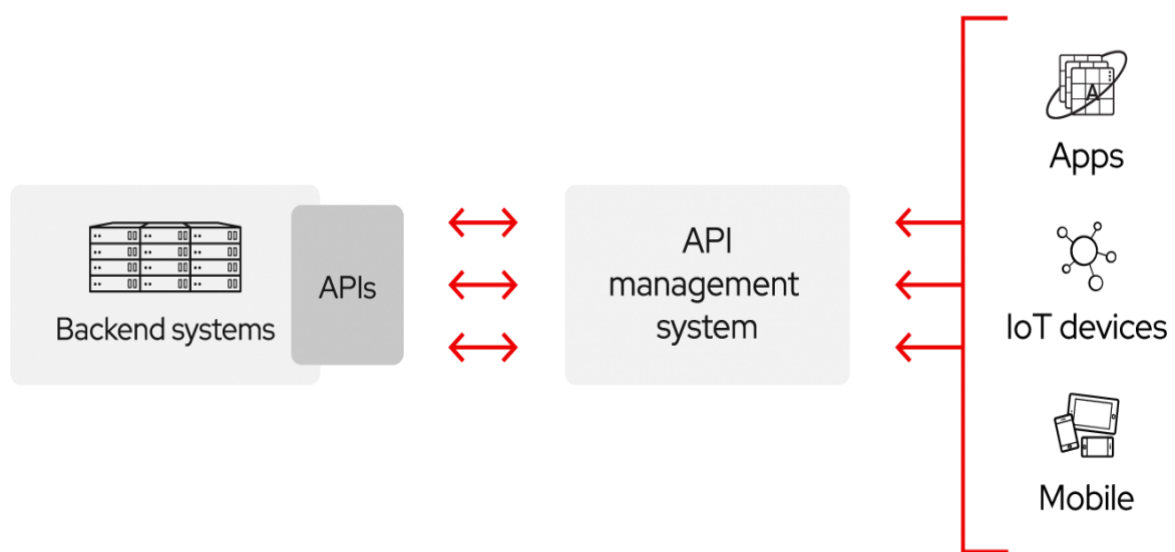 Backend systems
APIs
API
management
system
A
Apps
IoT devices
Mobile